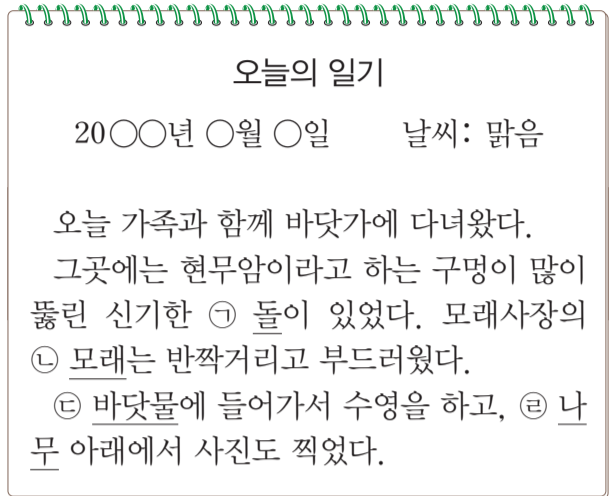 오늘의 일기
20○○년 ○월 ○일 날씨: 맑음
오늘 가족과 함께 바닷가에 다녀왔다.
그곳에는 현무암이라고 하는 구멍이 많이
뚫린 신기한 ㉠ 돌이 있었다. 모래사장의
㉡ 모래는 반짝거리고 부드러웠다.
㉢ 바닷물에 들어가서 수영을 하고, ㉣ 나
무 아래에서 사진도 찍었다.